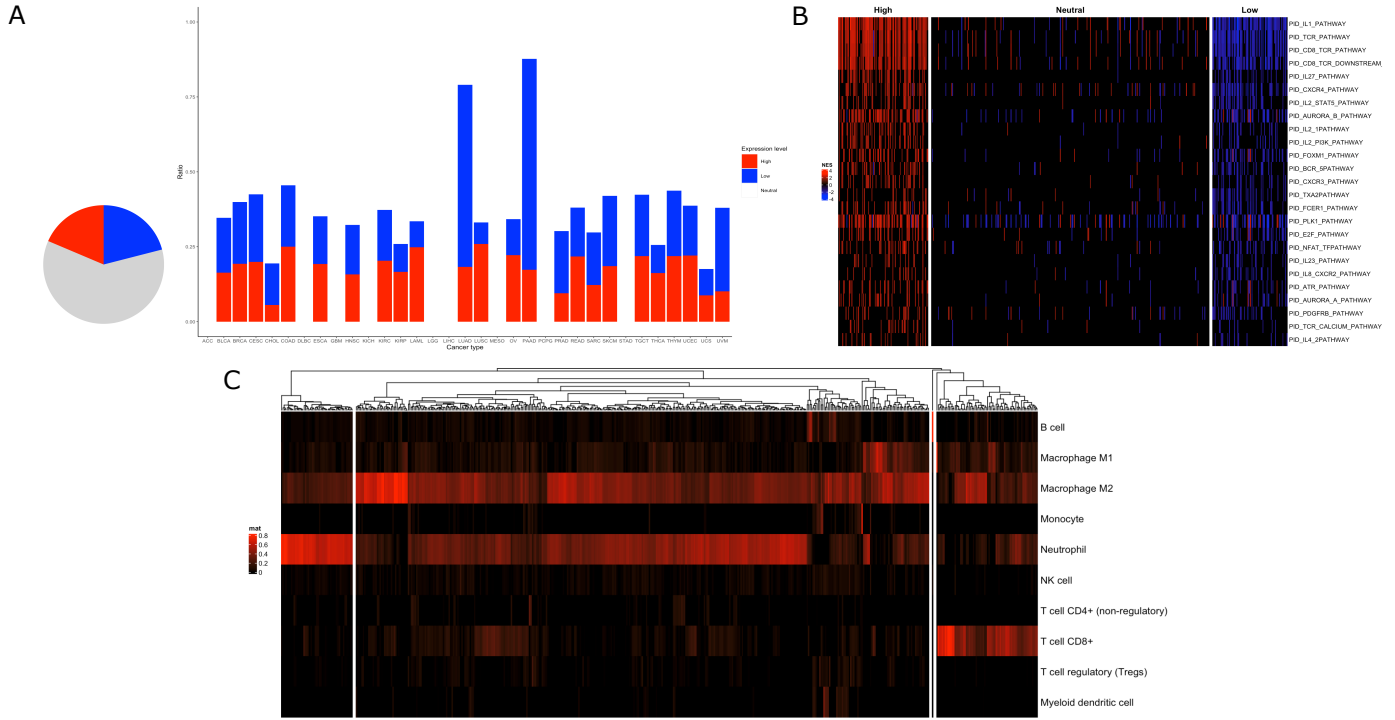 A
1.00
0.75
0.50
0.25
0.00
Ratio
ACC BLCA BRCA CESC CHOL COAD DLBC ESCA GBM HNSC KICH KIRC KIRP LAML LGG LIHC LUAD LUSC MESO OV PAAD PCPG PRAD READ SARC SKCM STAD TGCT THCA THYM UCEC UCS UVM
Cancer type
Expression level
High
Low
Neutral
B
High Neutral Low
NES
4
2
0
-2
-4
PID_IL1_PATHWAY
PID_TCR_PATHWAY
PID_CD8_TCR_PATHWAY
PID_CD8_TCR_DOWNSTREAM_
PID_IL27_PATHWAY
PID_CXCR4_PATHWAY
PID_IL2_STAT5_PATHWAY
PID_AURORA_B_PATHWAY
PID_IL2_1PATHWAY
PID_IL2_PI3K_PATHWAY
PID_FOXM1_PATHWAY
PID_BCR_5PATHWAY
PID_CXCR3_PATHWAY
PID_TXA2PATHWAY
PID_FCER1_PATHWAY
PID_PLK1_PATHWAY
PID_E2F_PATHWAY
PID_NFAT_TFPATHWAY
PID_IL23_PATHWAY
PID_IL8_CXCR2_PATHWAY
PID_ATR_PATHWAY
PID_AURORA_A_PATHWAY
PID_PDGFRB_PATHWAY
PID_TCR_CALCIUM_PATHWAY
PID_IL4_2PATHWAY
C
mat
0.8
0.6
0.4
0.2
0
B cell
Macrophage M1
Macrophage M2
Monocyte
Neutrophil
NK cell
T cell CD4+ (non-regulatory)
T cell CD8+
T cell regulatory (Tregs)
Myeloid dendritic cell